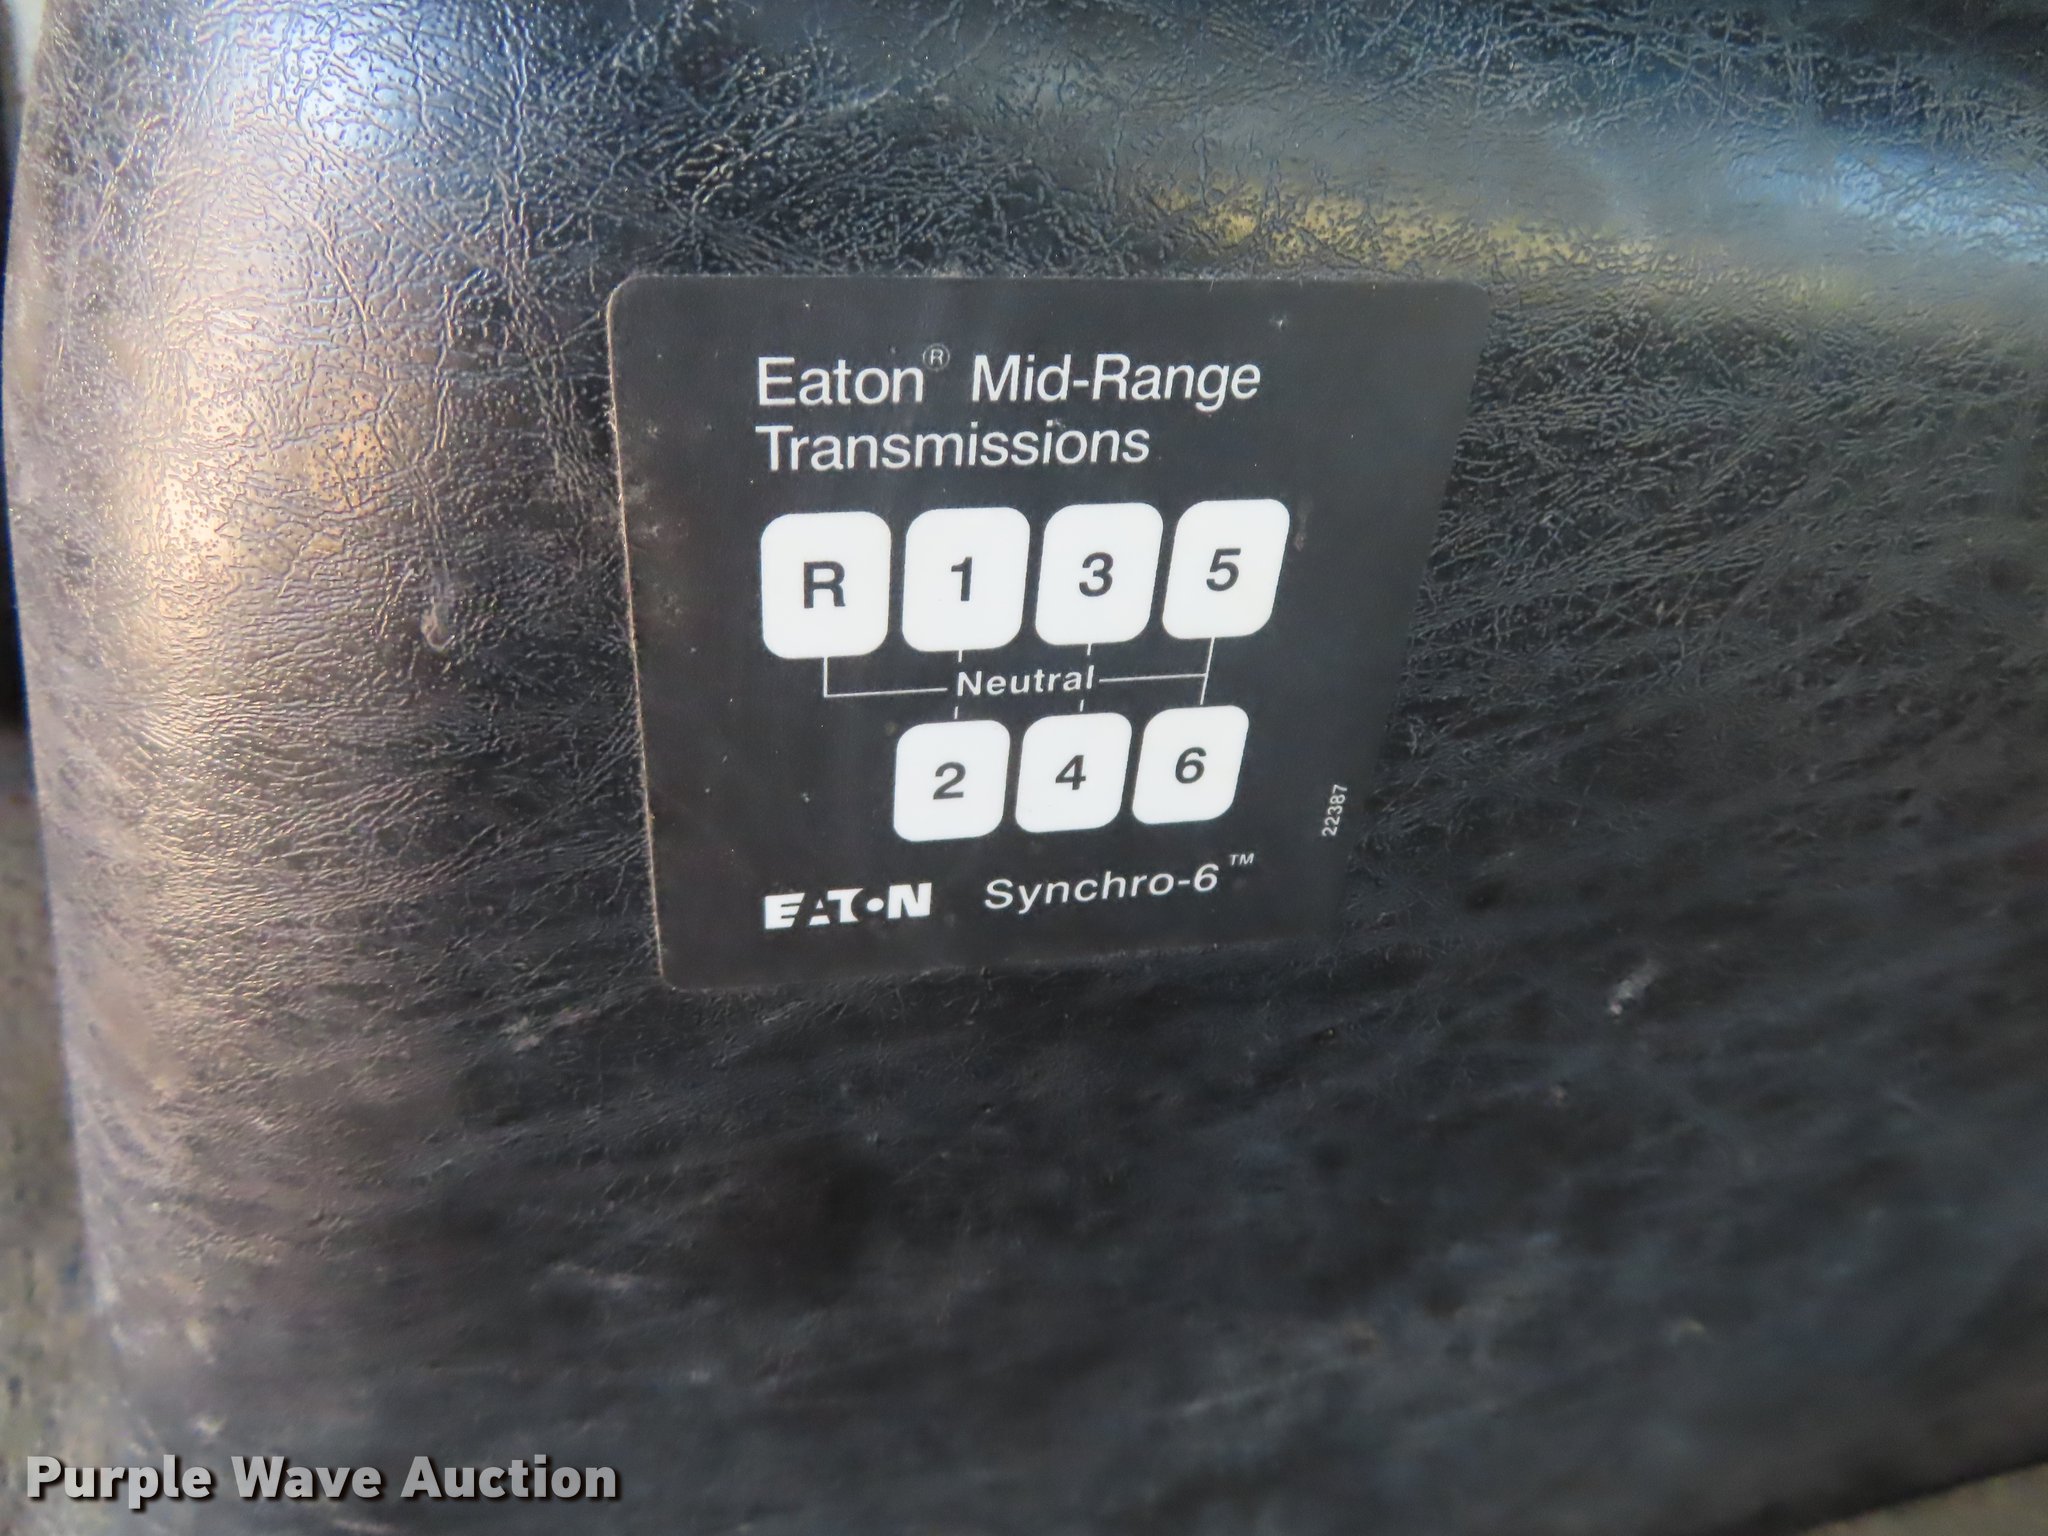 Eaton® Mid-Range
Transmissions
R 1 3 5
Neutral
2 4 6
22387
EATON Synchro-6™
Purple Wave Auction